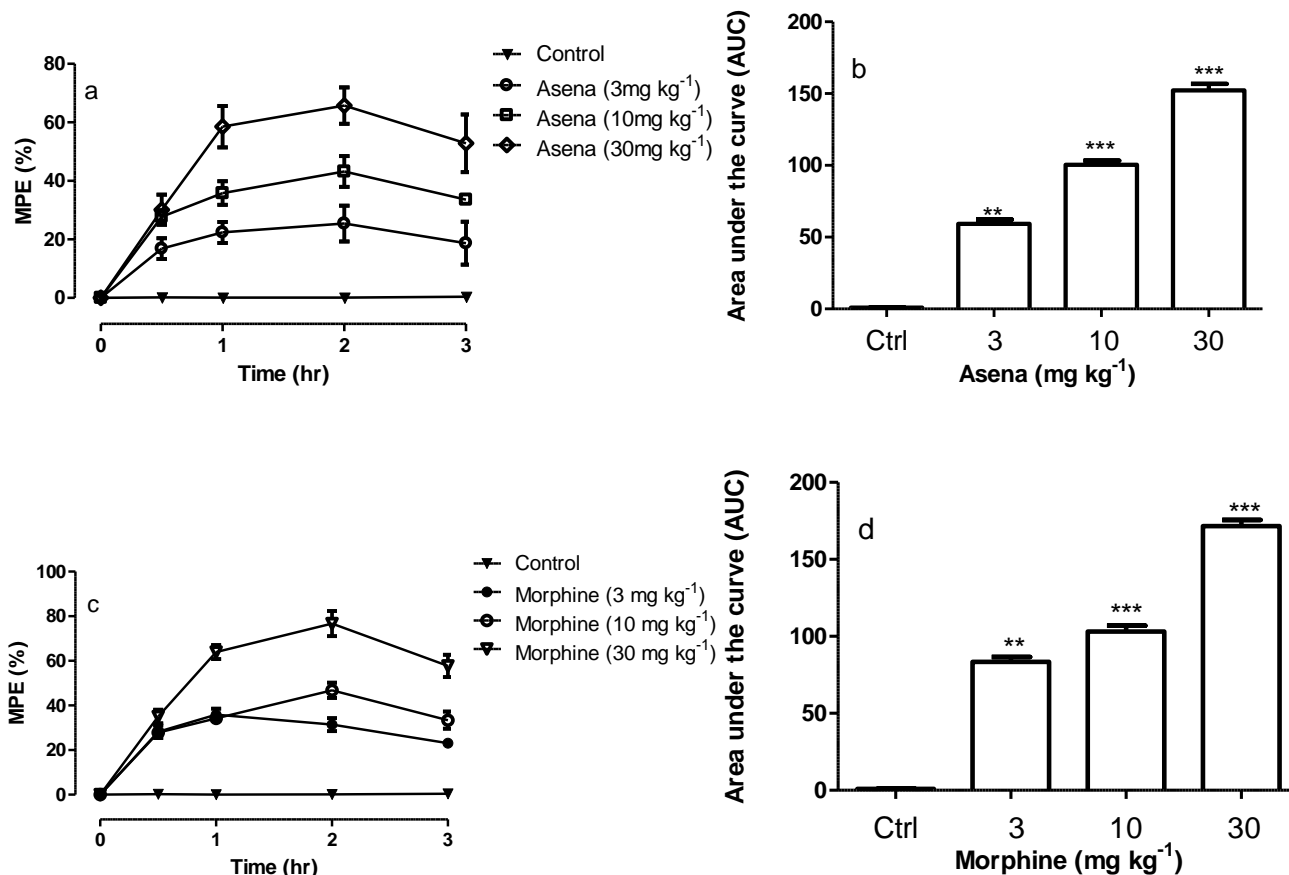 a
MPE (%)
80
60
40
20
0
0 1 2 3
Time (hr)
Control
Asena (3mg kg⁻¹)
Asena (10mg kg⁻¹)
Asena (30mg kg⁻¹)
b
Area under the curve (AUC)
200
150
100
50
0
** *** ***
Ctrl 3 10 30
Asena (mg kg⁻¹)
c
MPE (%)
100
80
60
40
20
0
0 1 2 3
Time (hr)
Control
Morphine (3 mg kg⁻¹)
Morphine (10 mg kg⁻¹)
Morphine (30 mg kg⁻¹)
d
Area under the curve (AUC)
200
150
100
50
0
** *** ***
Ctrl 3 10 30
Morphine (mg kg⁻¹)